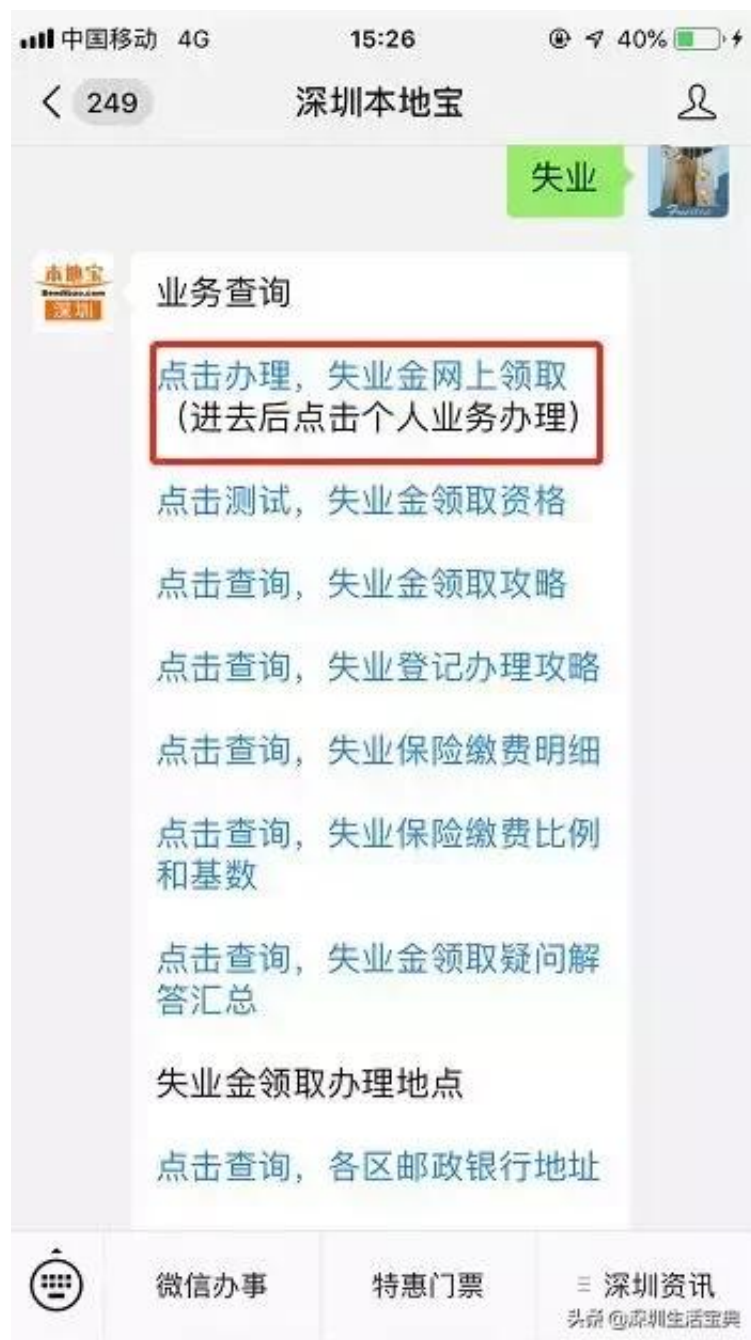 中国移动 4G 15:26 40%
249 深圳本地宝
失业
本地宝
Bendibao.com
深圳
业务查询
点击办理，失业金网上领取
（进去后点击个人业务办理）
点击测试，失业金领取资格
点击查询，失业金领取攻略
点击查询，失业登记办理攻略
点击查询，失业保险缴费明细
点击查询，失业保险缴费比例
和基数
点击查询，失业金领取疑问解
答汇总
失业金领取办理地点
点击查询，各区邮政银行地址
微信办事 特惠门票 深圳资讯
头条 @深圳生活宝典